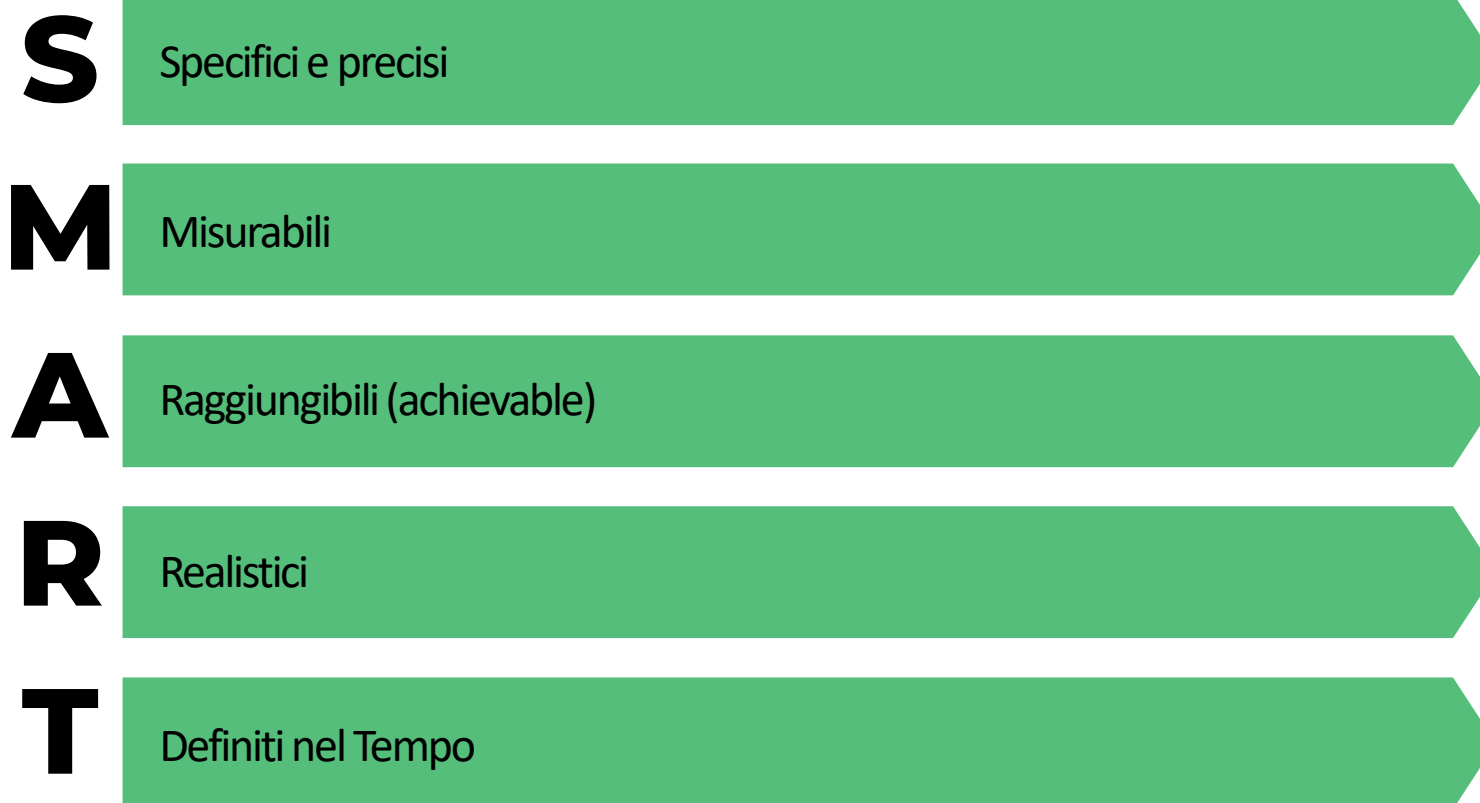 S Specifici e precisi
M Misurabili
A Raggiungibili (achievable)
R Realistici
T Definiti nel Tempo